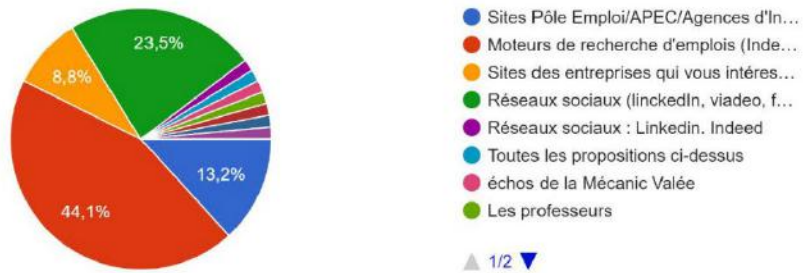 23,5%
8,8%
13,2%
44,1%
Sites Pôle Emploi/APEC/Agences d'In...
Moteurs de recherche d'emplois (Inde...
Sites des entreprises qui vous intéres...
Réseaux sociaux (linckedIn, viadeo, f...
Réseaux sociaux : Linkedin. Indeed
Toutes les propositions ci-dessus
échos de la Mécanic Valée
Les professeurs
1/2